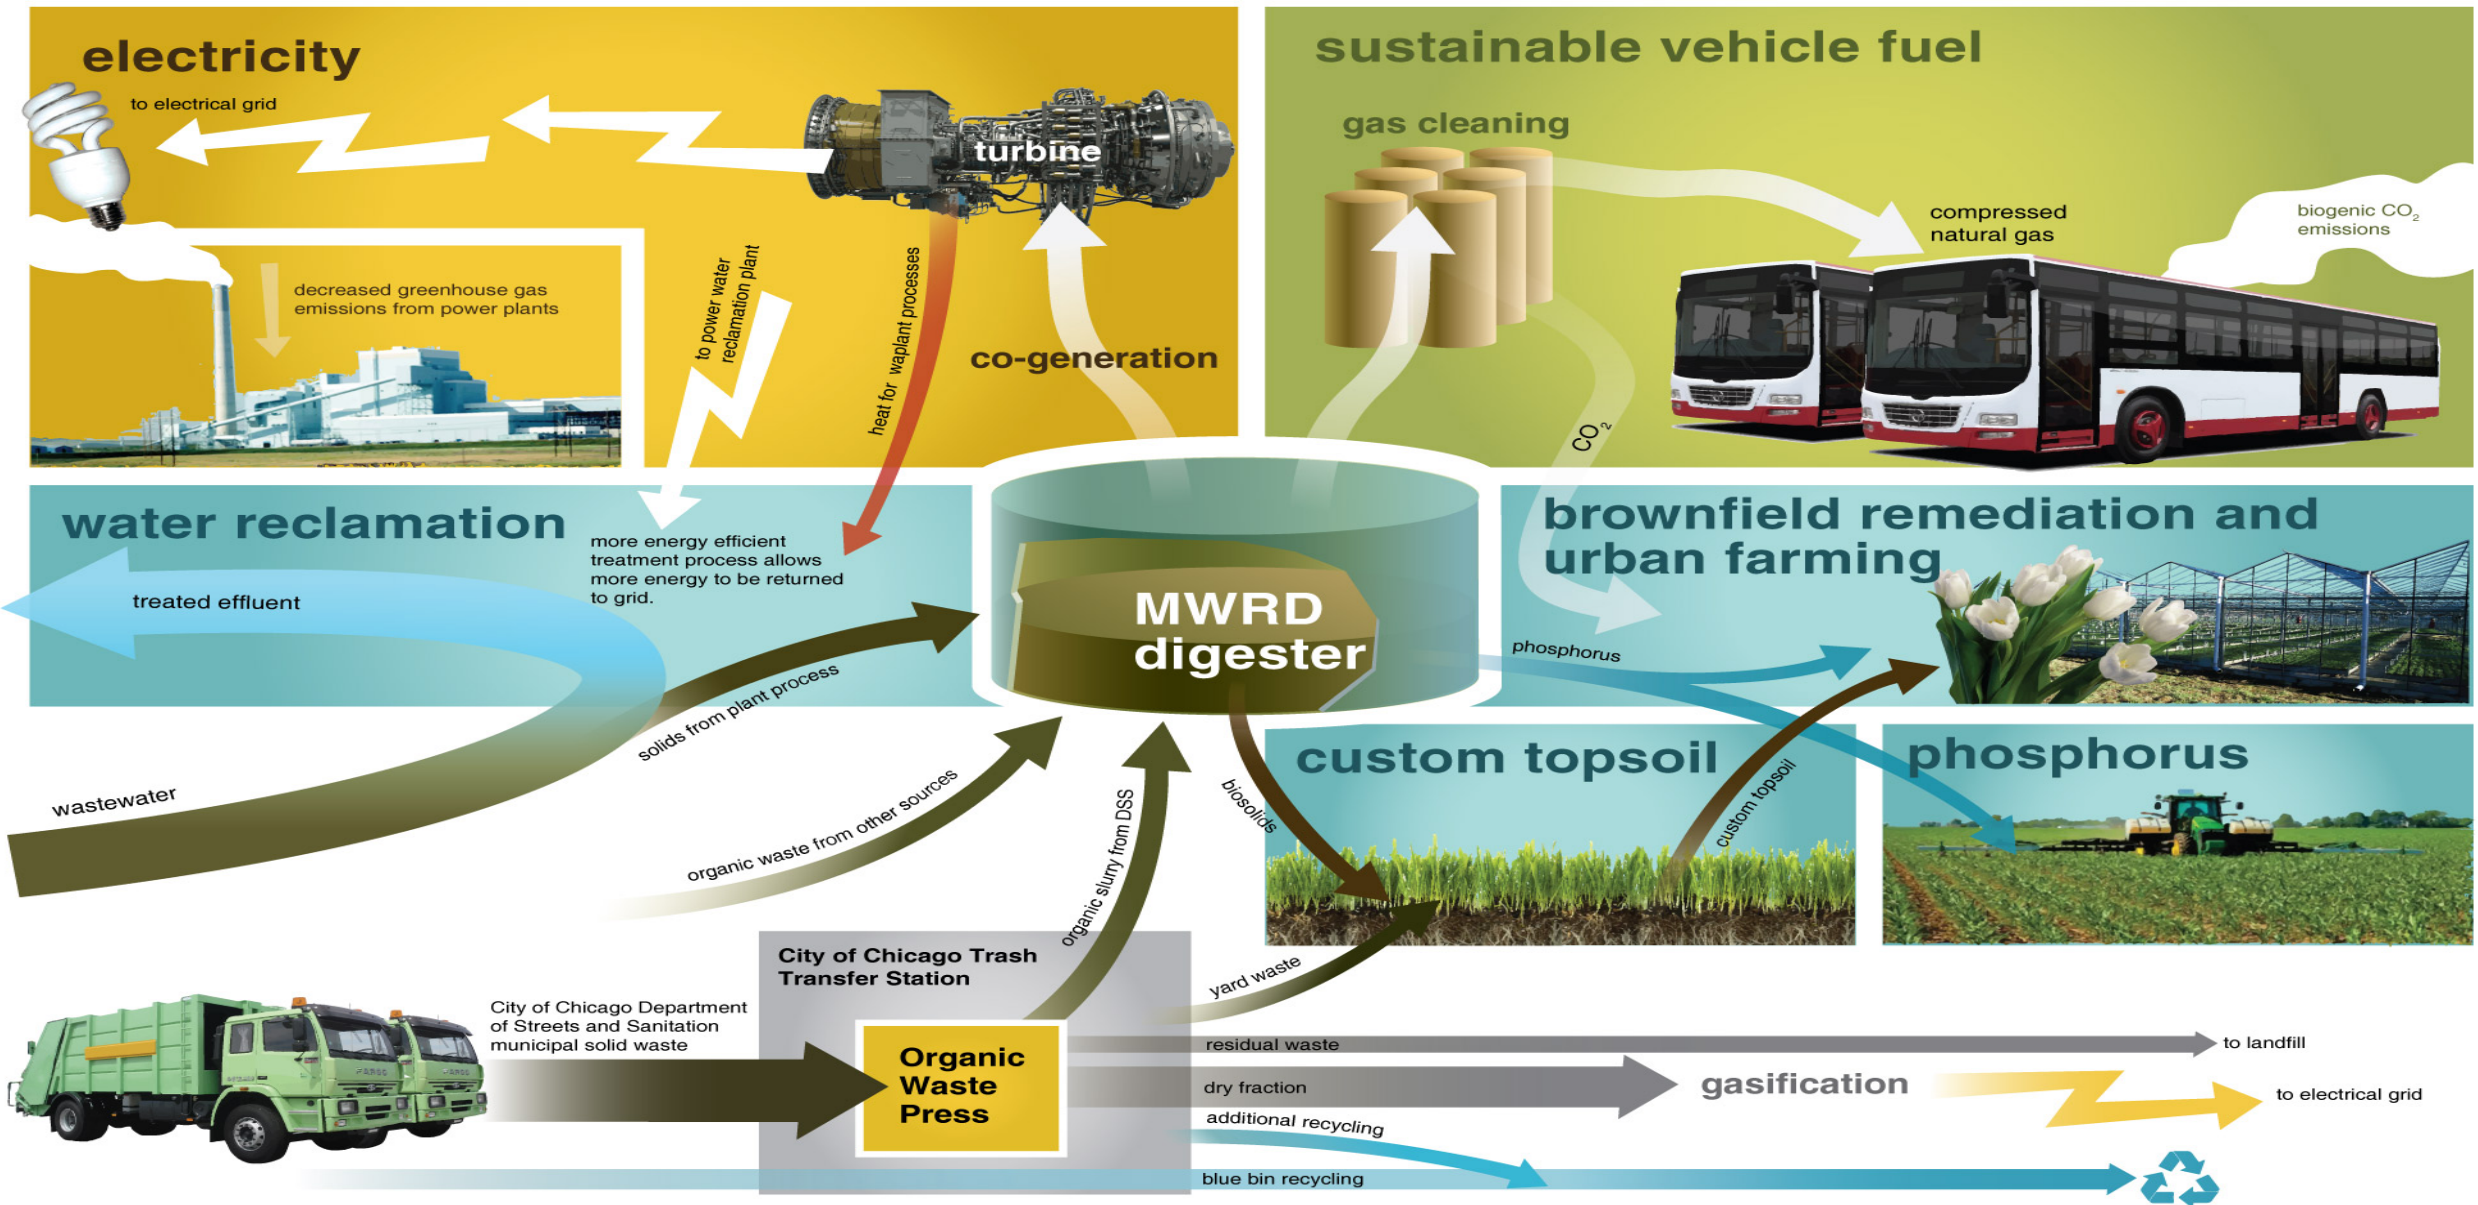 electricity
to electrical grid
turbine
decreased greenhouse gas
emissions from power plants
to power water
reclamation plant
heat for waplant processes
co-generation
sustainable vehicle fuel
gas cleaning
compressed
natural gas
biogenic CO₂
emissions
CO₂
water reclamation
more energy efficient
treatment process allows
more energy to be returned
to grid.
treated effluent
solids from plant process
wastewater
MWRD
digester
brownfield remediation and
urban farming
phosphorus
custom topsoil
biosolids
custom topsoil
phosphorus
organic waste from other sources
organic slurry from DSS
yard waste
City of Chicago Trash
Transfer Station
City of Chicago Department
of Streets and Sanitation
municipal solid waste
Organic
Waste
Press
residual waste
to landfill
dry fraction
gasification
to electrical grid
additional recycling
blue bin recycling
FARGO
FARGO